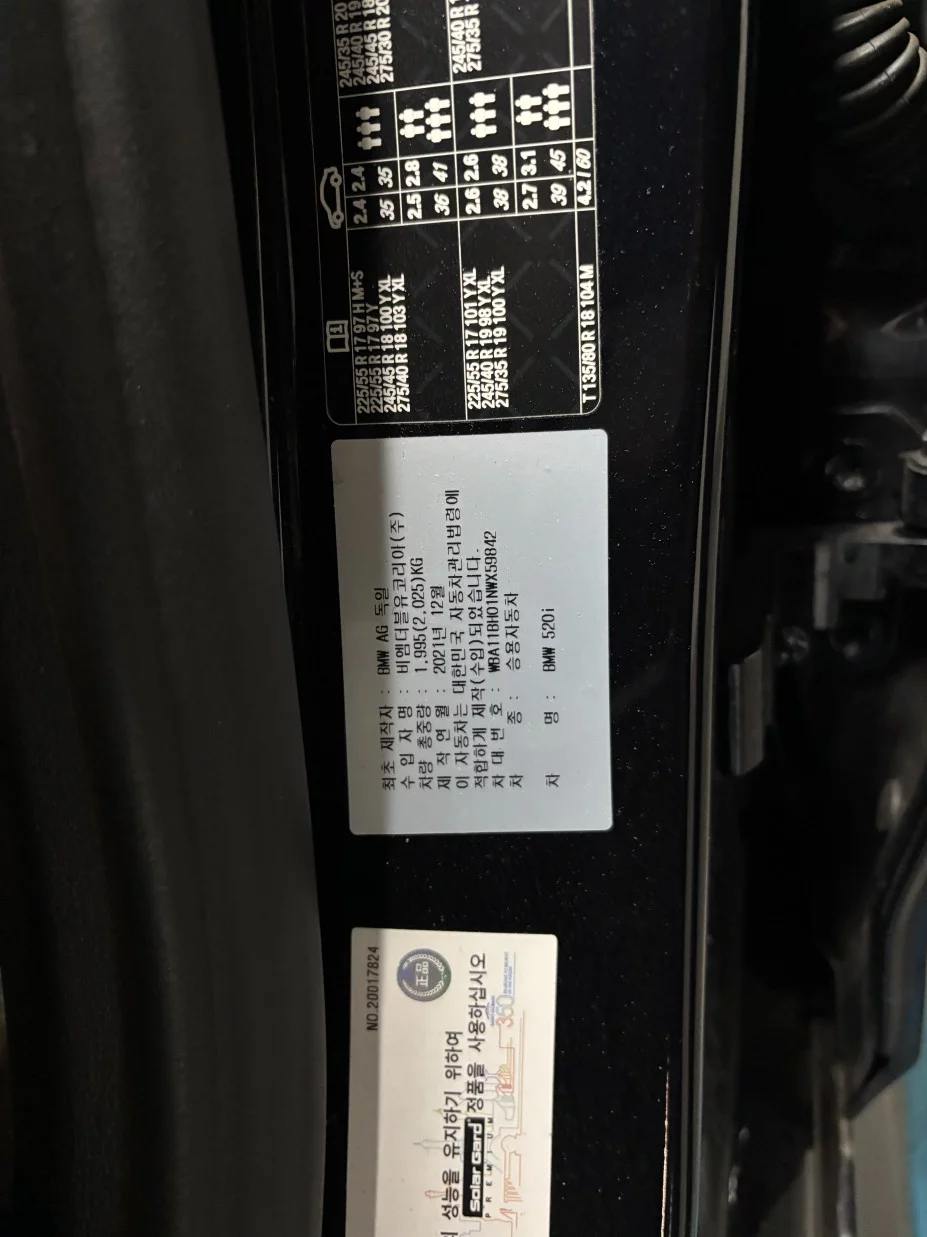 225/55 R 17 97 H M+S
225/55 R 17 97 Y
245/45 R 18 100 Y XL
275/40 R 18 103 Y XL
2.4 2.4
35 35
2.5 2.8
36 41
245/35 R 20
245/40 R 19
245/45 R 18
275/30 R 20
225/55 R 17 101 Y XL
245/40 R 19 98 Y XL
275/35 R 19 100 Y XL
2.6 2.6
38 38
2.7 3.1
39 45
245/40 R 1
275/35 R
T 135/80 R 18 104 M
4.2 / 60
최초 제작자 : BMW AG 독일
수 입 자 명 : 비엠더블유코리아(주)
차량 총중량 : 1,995(2,025)KG
제 작 연 월 : 2021년 12월
이 자동차는 대한민국 자동차관리법령에
적합하게 제작(수입)되었습니다.
차 대 번 호 : WBA11BH01NWX59842
차 종 : 승용자동차
차 명 : BMW 520i
NO.20017824
正品
성능을 유지하기 위하여
Solar Gard 정품을 사용하십시오
PREMIUM
360